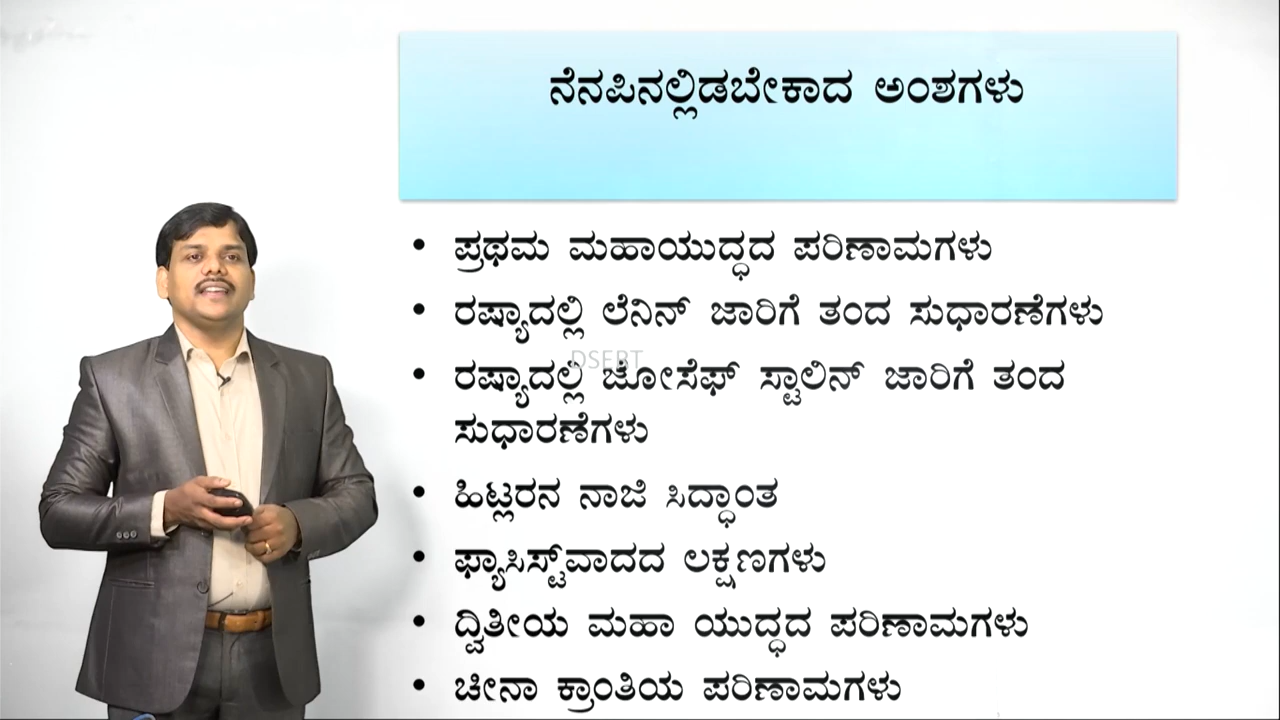 ನೆನಪಿನಲ್ಲಿಡಬೇಕಾದ ಅಂಶಗಳು
• ಪ್ರಥಮ ಮಹಾಯುದ್ಧದ ಪರಿಣಾಮಗಳು
• ರಷ್ಯಾದಲ್ಲಿ ಲೆನಿನ್ ಜಾರಿಗೆ ತಂದ ಸುಧಾರಣೆಗಳು
DSERT
• ರಷ್ಯಾದಲ್ಲಿ ಜೋಸೆಫ್ ಸ್ಟಾಲಿನ್ ಜಾರಿಗೆ ತಂದ
ಸುಧಾರಣೆಗಳು
• ಹಿಟ್ಲರನ ನಾಜಿ ಸಿದ್ಧಾಂತ
• ಫ್ಯಾಸಿಸ್ಟ್‌ವಾದದ ಲಕ್ಷಣಗಳು
• ದ್ವಿತೀಯ ಮಹಾ ಯುದ್ಧದ ಪರಿಣಾಮಗಳು
• ಚೀನಾ ಕ್ರಾಂತಿಯ ಪರಿಣಾಮಗಳು